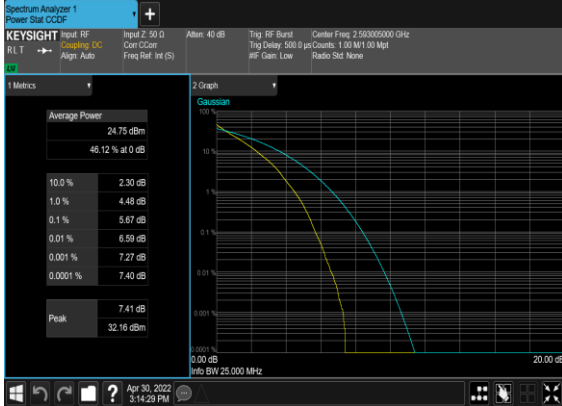 Spectrum Analyzer 1
Power Stat CCDF
+
KEYSIGHT
RLT
Input: RF
Coupling: DC
Align: Auto
Input Z: 50 Ω
Corr CCorr
Freq Ref: Int (S)
Atten: 40 dB
Trig: RF Burst
Trig Delay: 500.0 µs
#IF Gain: Low
Center Freq: 2.593005000 GHz
Counts: 1.00 M/1.00 Mpt
Radio Std: None
1 Metrics
Average Power
24.75 dBm
46.12 % at 0 dB
10.0 % 2.30 dB
1.0 % 4.48 dB
0.1 % 5.67 dB
0.01 % 6.59 dB
0.001 % 7.27 dB
0.0001 % 7.40 dB
Peak
7.41 dB
32.16 dBm
2 Graph
Gaussian
100 %
10 %
1 %
0.1 %
0.01 %
0.001 %
0.0001 %
0.00 dB
20.00 dB
Info BW 25.000 MHz
?
Apr 30, 2022
3:14:29 PM